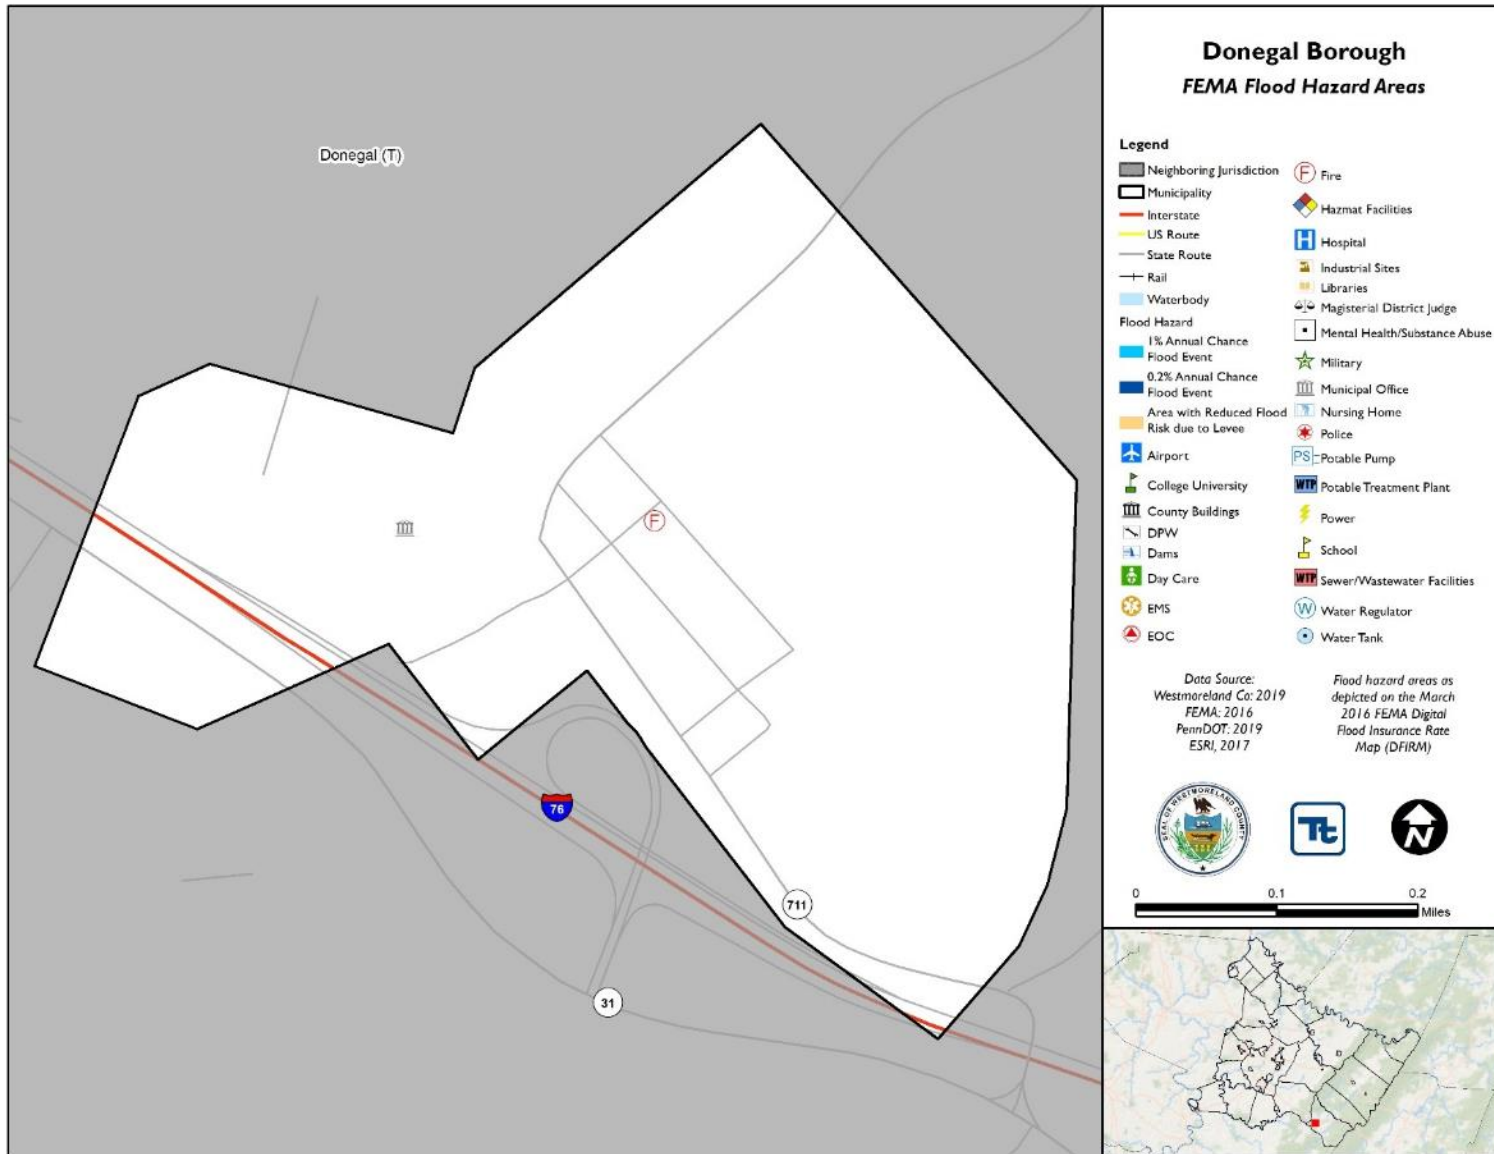 Donegal (T)
76
711
31
Donegal Borough
FEMA Flood Hazard Areas
Legend
Neighboring Jurisdiction
Municipality
Interstate
US Route
State Route
Rail
Waterbody
Flood Hazard
1% Annual Chance
Flood Event
0.2% Annual Chance
Flood Event
Area with Reduced Flood
Risk due to Levee
Airport
College University
County Buildings
DPW
Dams
Day Care
EMS
EOC
F Fire
Hazmat Facilities
H Hospital
Industrial Sites
Libraries
Magisterial District Judge
Mental Health/Substance Abuse
Military
Municipal Office
Nursing Home
Police
PS Potable Pump
WTP Potable Treatment Plant
Power
School
WTP Sewer/Wastewater Facilities
W Water Regulator
Water Tank
F
Data Source:
Westmoreland Co: 2019
FEMA: 2016
PennDOT: 2019
ESRI, 2017
Flood hazard areas as
depicted on the March
2016 FEMA Digital
Flood Insurance Rate
Map (DFIRM)
SEAL OF WESTMORELAND COUNTY
Tt
N
0 0.1 0.2
Miles